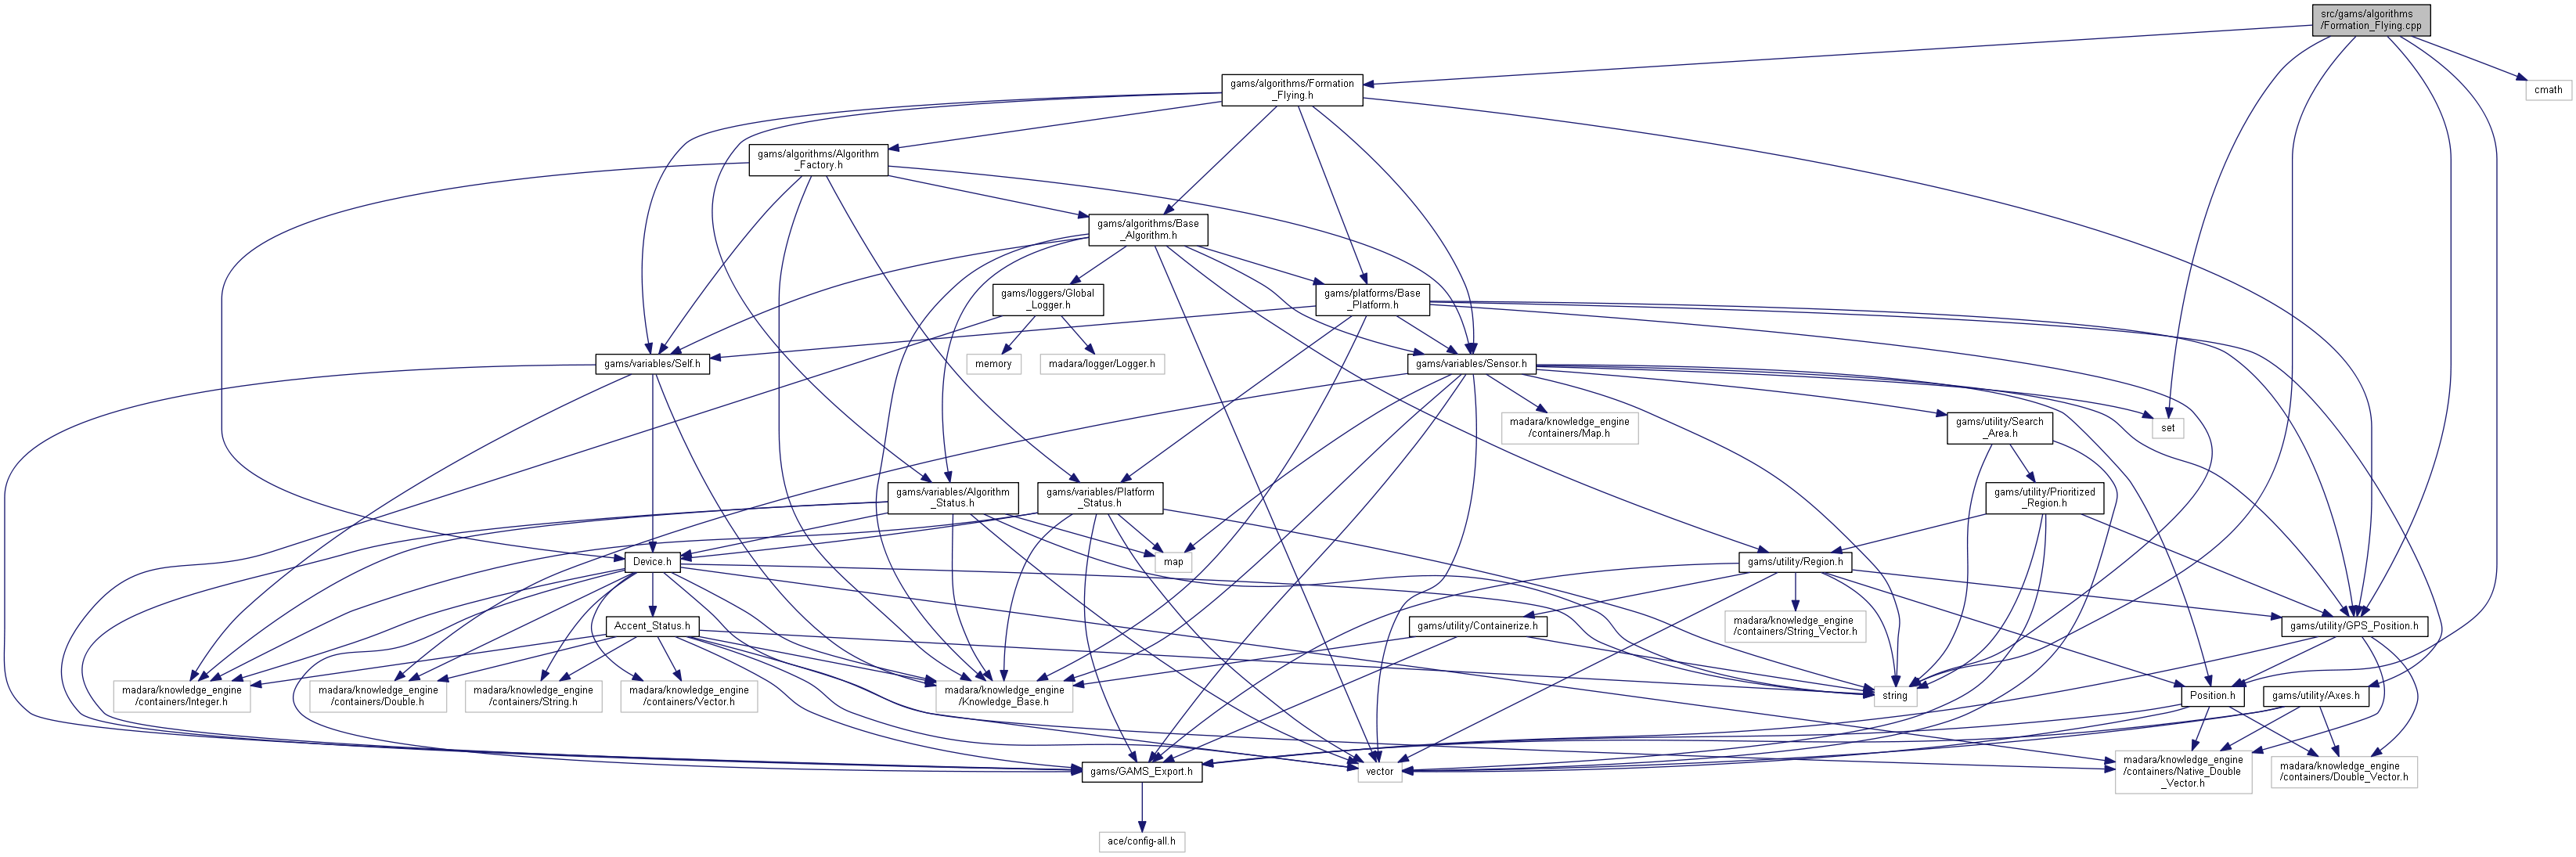 src/gams/algorithms
/Formation_Flying.cpp
gams/algorithms/Formation
_Flying.h
cmath
gams/algorithms/Algorithm
_Factory.h
gams/algorithms/Base
_Algorithm.h
gams/loggers/Global
_Logger.h
gams/platforms/Base
_Platform.h
gams/variables/Self.h
memory
madara/logger/Logger.h
gams/variables/Sensor.h
madara/knowledge_engine
/containers/Map.h
gams/utility/Search
_Area.h
set
gams/variables/Algorithm
_Status.h
gams/variables/Platform
_Status.h
gams/utility/Prioritized
_Region.h
Device.h
map
gams/utility/Region.h
Accent_Status.h
gams/utility/Containerize.h
madara/knowledge_engine
/containers/String_Vector.h
gams/utility/GPS_Position.h
madara/knowledge_engine
/containers/Integer.h
madara/knowledge_engine
/containers/Double.h
madara/knowledge_engine
/containers/String.h
madara/knowledge_engine
/containers/Vector.h
madara/knowledge_engine
/Knowledge_Base.h
string
Position.h
gams/utility/Axes.h
gams/GAMS_Export.h
vector
madara/knowledge_engine
/containers/Native_Double
_Vector.h
madara/knowledge_engine
/containers/Double_Vector.h
ace/config-all.h